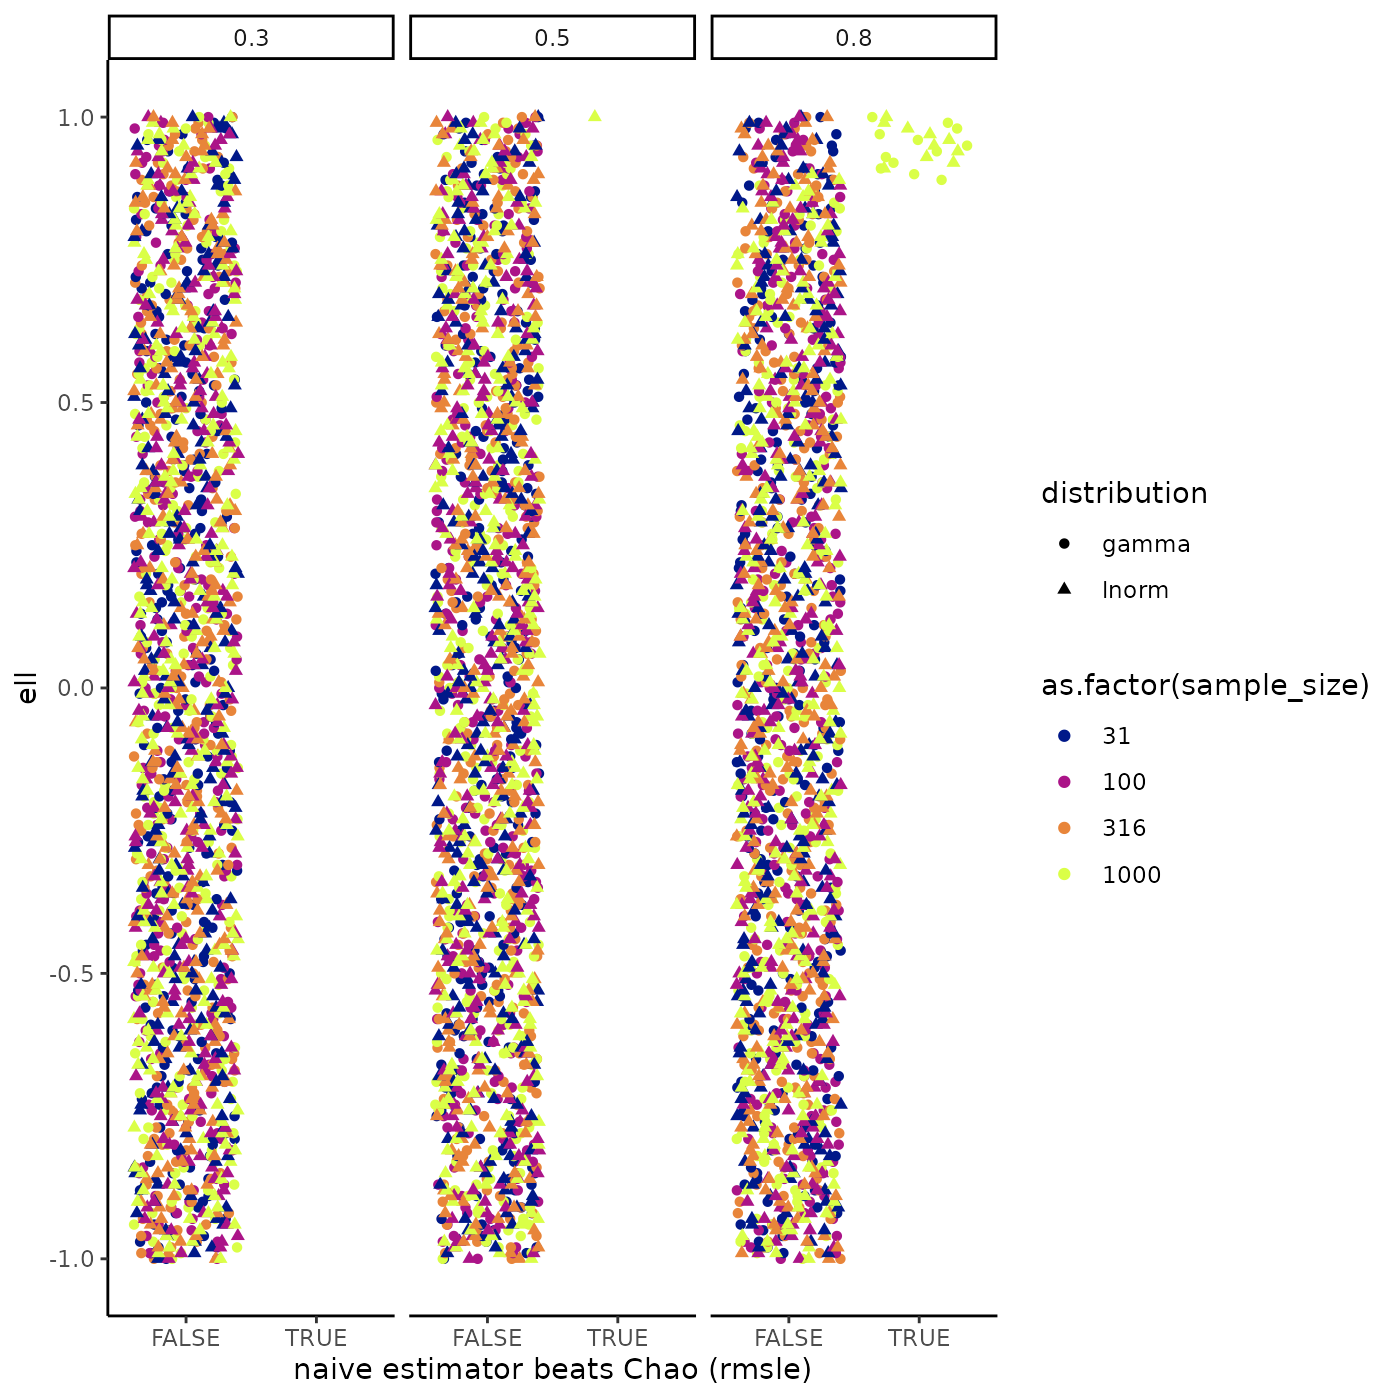 0.3 0.5 0.8
1.0
0.5
0.0
-0.5
-1.0
ell
FALSE TRUE FALSE TRUE FALSE TRUE
naive estimator beats Chao (rmsle)
distribution
gamma
lnorm
as.factor(sample_size)
31
100
316
1000